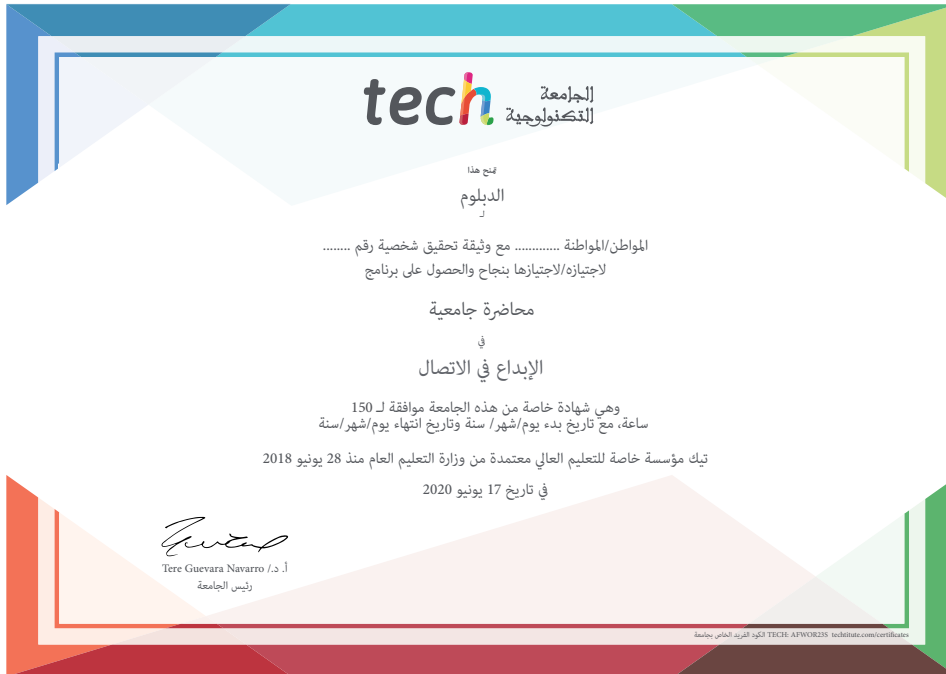 tech الجامعة
التكنولوجية
تمنح هذا
الدبلوم
لـ
المواطن/المواطنة ............ مع وثيقة تحقيق شخصية رقم ........
لاجتيازه/لاجتيازها بنجاح والحصول على برنامج
محاضرة جامعية
في
الإبداع في الاتصال
وهي شهادة خاصة من هذه الجامعة موافقة لـ 150
ساعة، مع تاريخ بدء يوم/شهر/ سنة وتاريخ انتهاء يوم/شهر/سنة
تيك مؤسسة خاصة للتعليم العالي معتمدة من وزارة التعليم العام منذ 28 يونيو 2018
في تاريخ 17 يونيو 2020
أ. د./ Tere Guevara Navarro
رئيس الجامعة
الكود الفريد الخاص بجامعة TECH: AFWOR235 techtitute.com/certificates